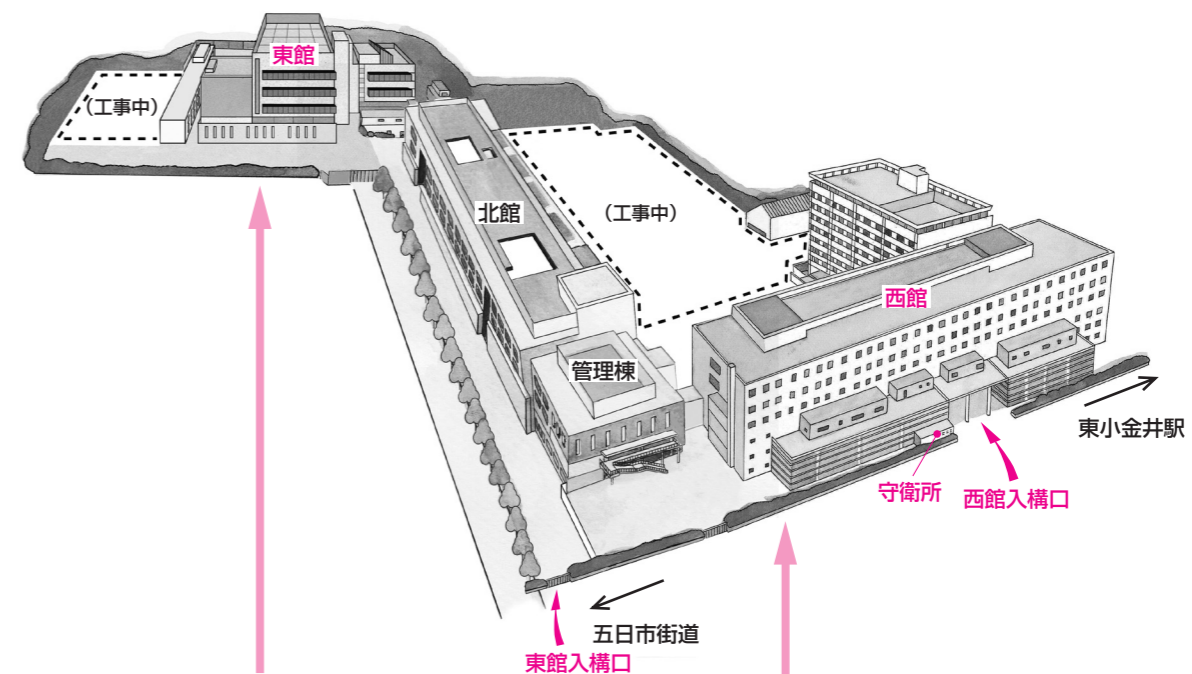 東館
（工事中）
北館
（工事中）
西館
管理棟
東小金井駅
守衛所
西館入構口
五日市街道
東館入構口